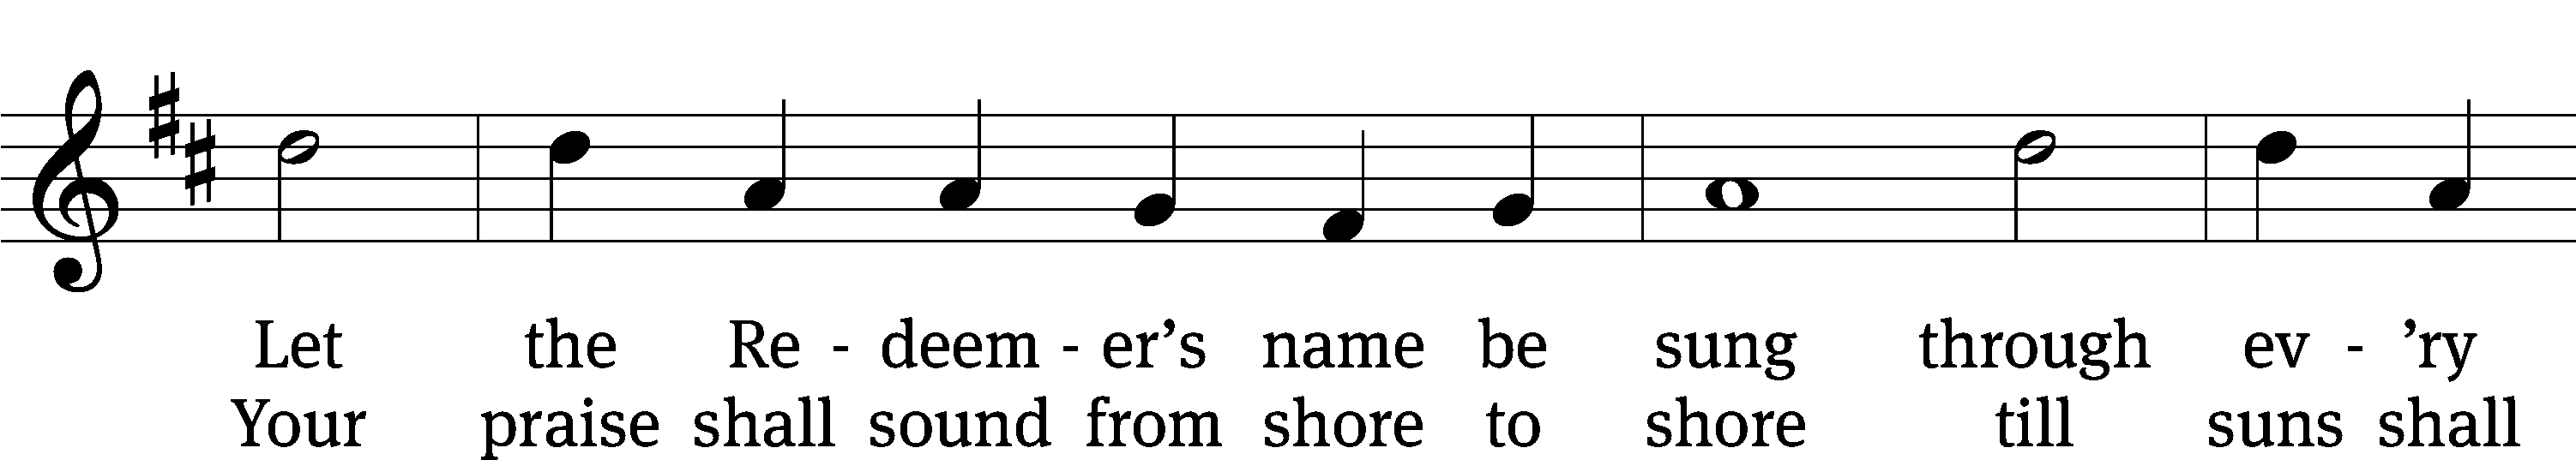 Let the Re - deem - er’s name be sung through ev - ’ry
Your praise shall sound from shore to shore till suns shall